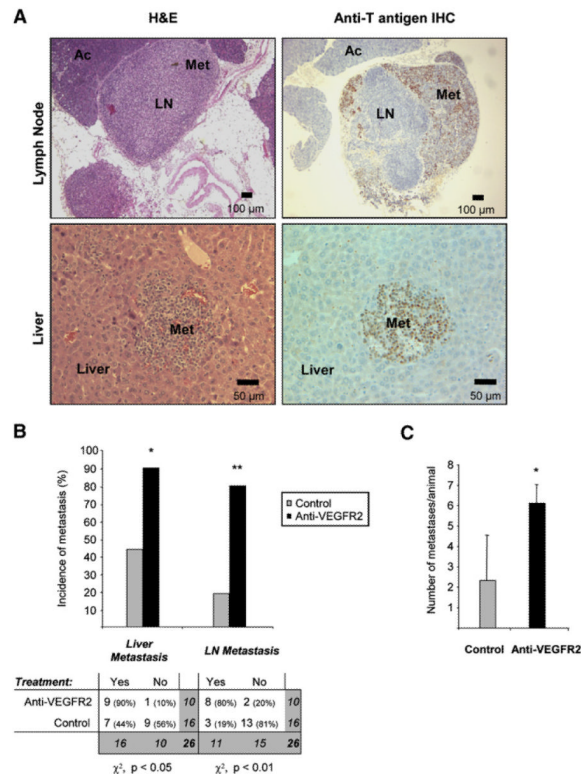 A
H&E
Anti-T antigen IHC
Lymph Node
Ac
Met
LN
100 µm
Ac
Met
LN
100 µm
Liver
Met
Liver
50 µm
Met
Liver
50 µm
B
Incidence of metastasis (%)
100
90
80
70
60
50
40
30
20
10
*
**
Control
Anti-VEGFR2
Liver Metastasis
LN Metastasis
Treatment: Yes No Yes No
Anti-VEGFR2 9 (90%) 1 (10%) 10 8 (80%) 2 (20%) 10
Control 7 (44%) 9 (56%) 16 3 (19%) 13 (81%) 16
16 10 26 11 15 26
χ², p < 0.05 χ², p < 0.01
C
Number of metastases/animal
8
7
6
5
4
3
2
1
*
Control Anti-VEGFR2